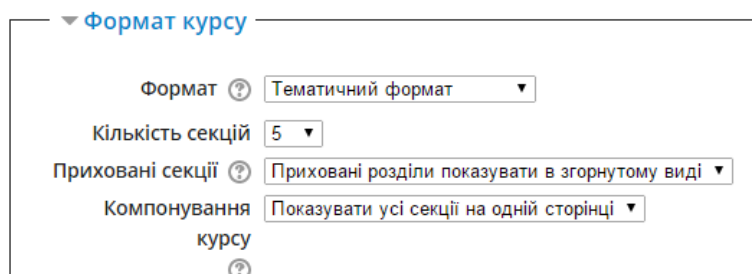 Формат курсу
Формат Тематичний формат
Кількість секцій 5
Приховані секції Приховані розділи показувати в згорнутому виді
Компонування Показувати усі секції на одній сторінці
курсу